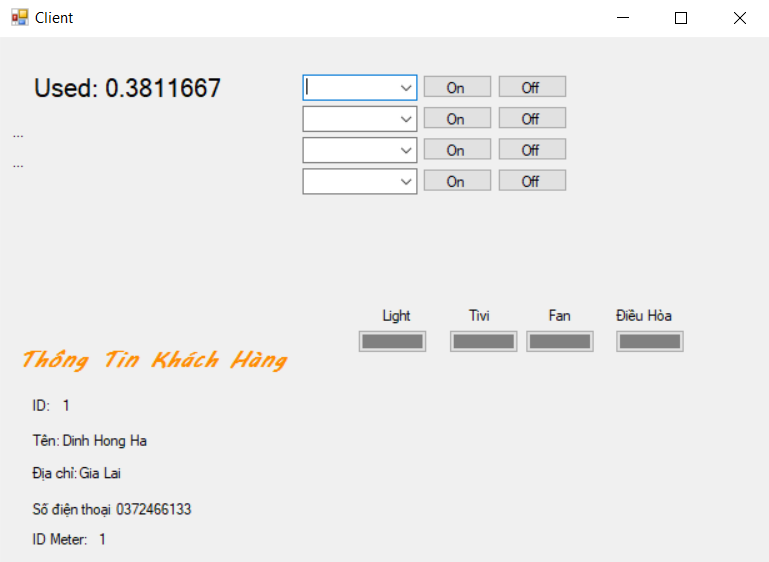 Client
Used: 0.3811667
On Off
...
On Off
...
On Off
On Off
Light Tivi Fan Điều Hòa
Thông Tin Khách Hàng
ID: 1
Tên: Dinh Hong Ha
Địa chỉ: Gia Lai
Số điện thoại 0372466133
ID Meter: 1